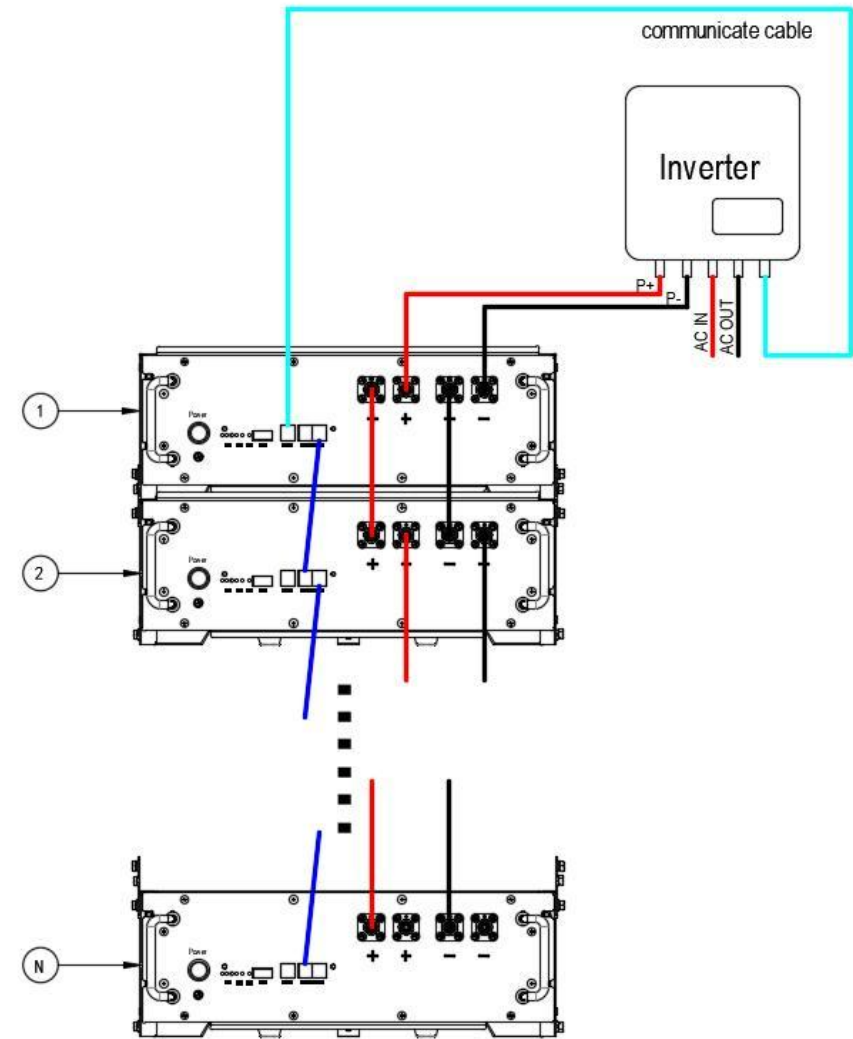 communicate cable
Inverter
P+
P-
AC IN
AC OUT
1
Power
− + − −
2
Power
+ − − −
N
Power
+ + − −